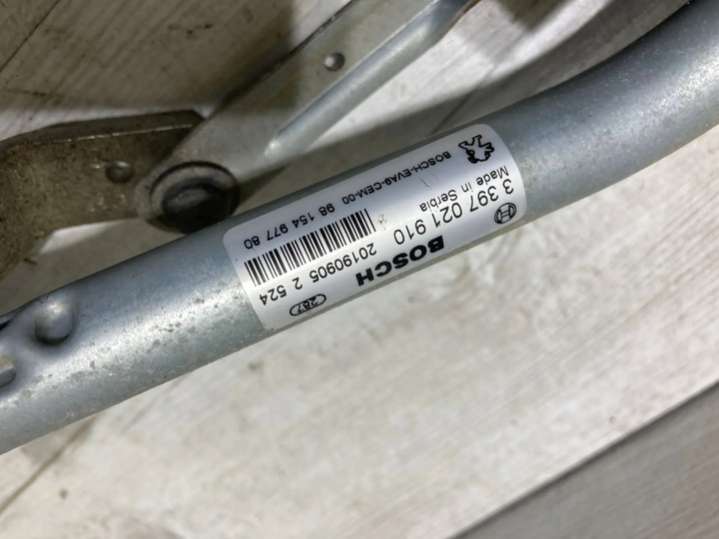 BOSCH
3 397 021 910
Made in Serbia
20190905 2 524
BOSCH-EVA9-CEM-00 98 154 977 80
287